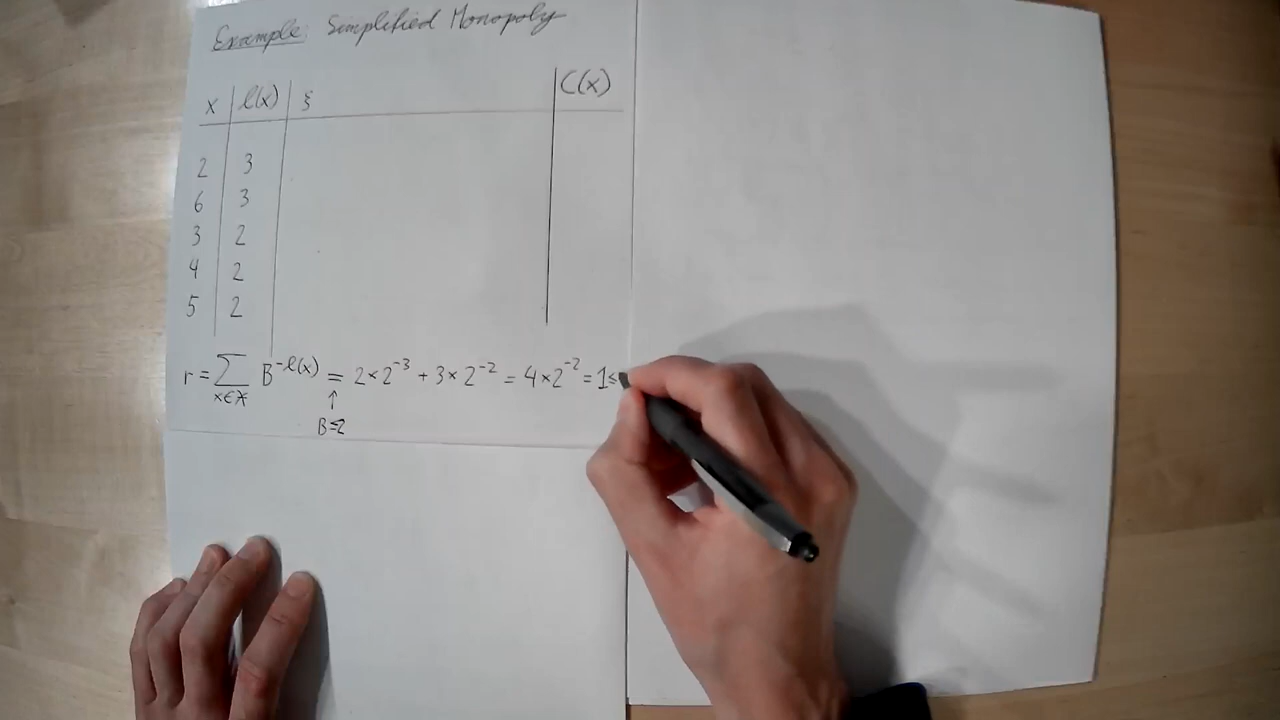 Example: Simplified Monopoly
x l(x) ξ C(x)
2 3
6 3
3 2
4 2
5 2
r = ∑ B^{-l(x)} = 2×2^{-3} + 3×2^{-2} = 4×2^{-2} = 1 ≤
x∈𝒳 ↑
B=2